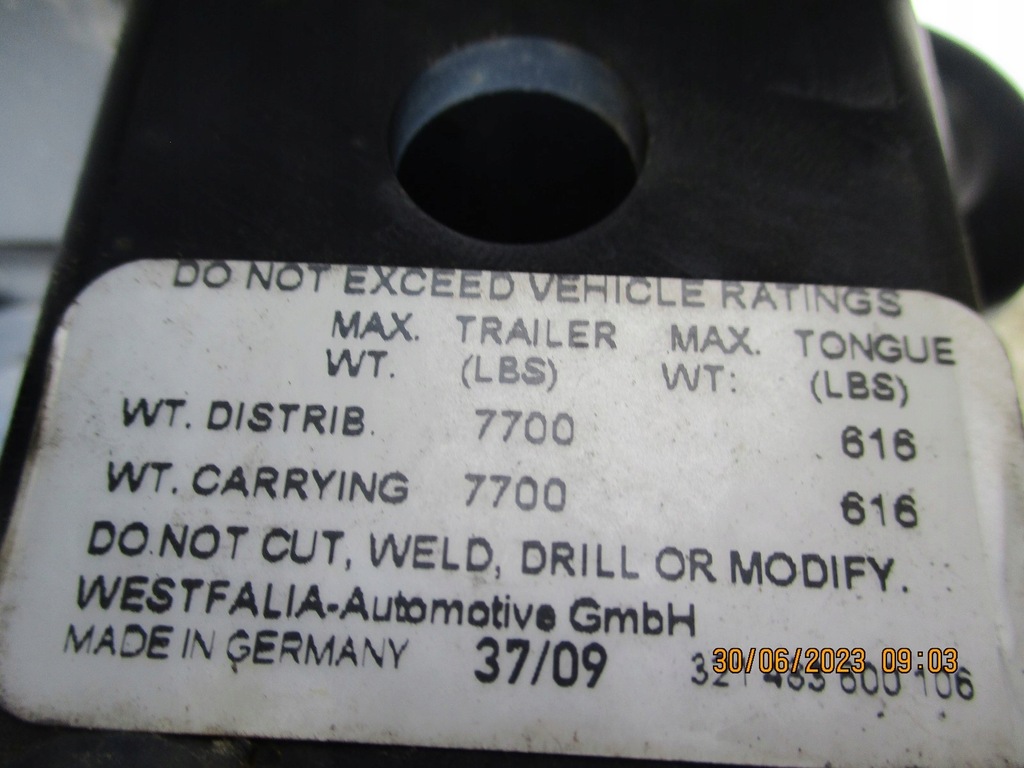 DO NOT EXCEED VEHICLE RATINGS
MAX. TRAILER MAX. TONGUE
WT. (LBS) WT: (LBS)
WT. DISTRIB. 7700 616
WT. CARRYING 7700 616
DO NOT CUT, WELD, DRILL OR MODIFY.
WESTFALIA-Automotive GmbH
MADE IN GERMANY 37/09 106
30/06/2023 09:03